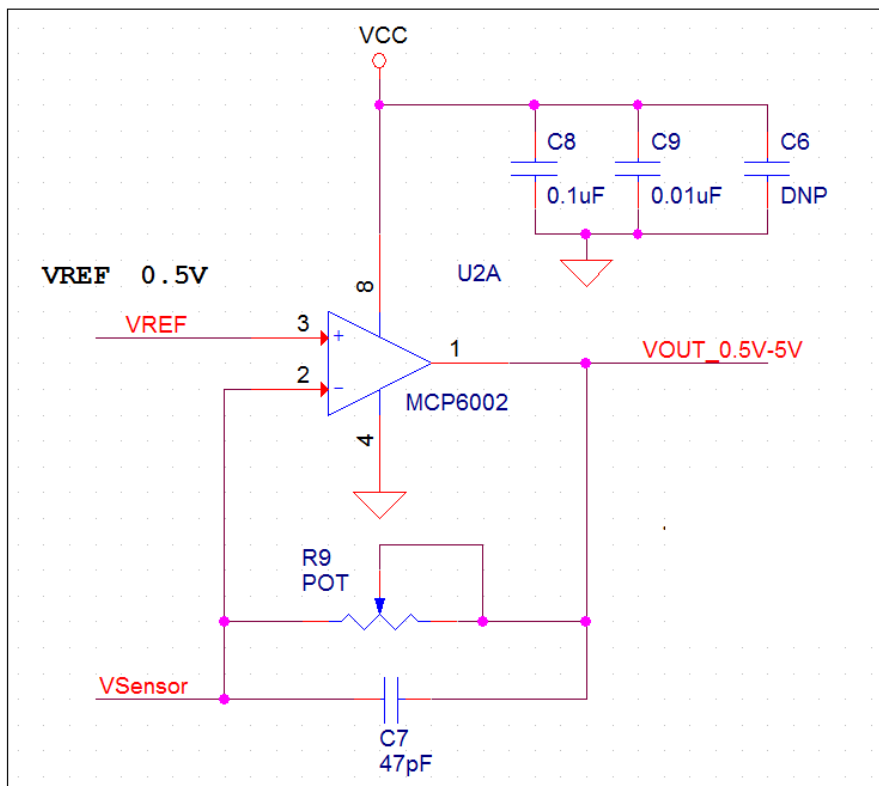 VCC
C8
C9
C6
0.1uF
0.01uF
DNP
VREF 0.5V
U2A
8
VREF
3
+
1
VOUT_0.5V-5V
2
-
MCP6002
4
R9
POT
VSensor
C7
47pF